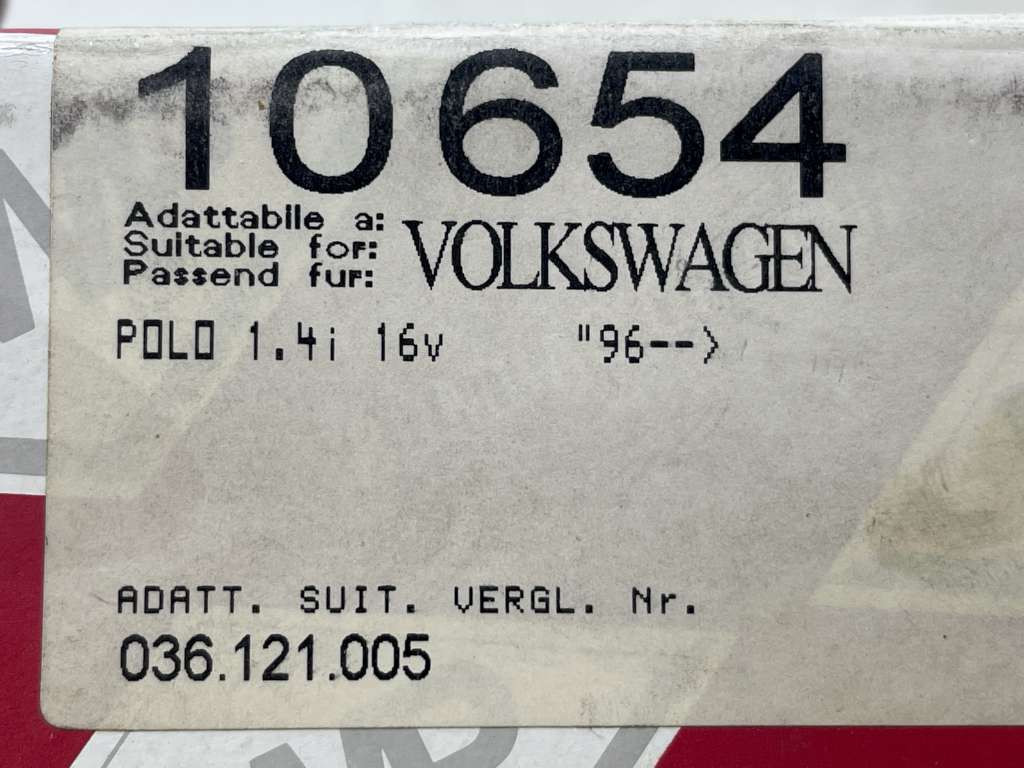 10654
Adattabile a:
Suitable for:
Passend fur:
VOLKSWAGEN
POLO 1.4i 16v "96-->
ADATT. SUIT. VERGL. Nr.
036.121.005